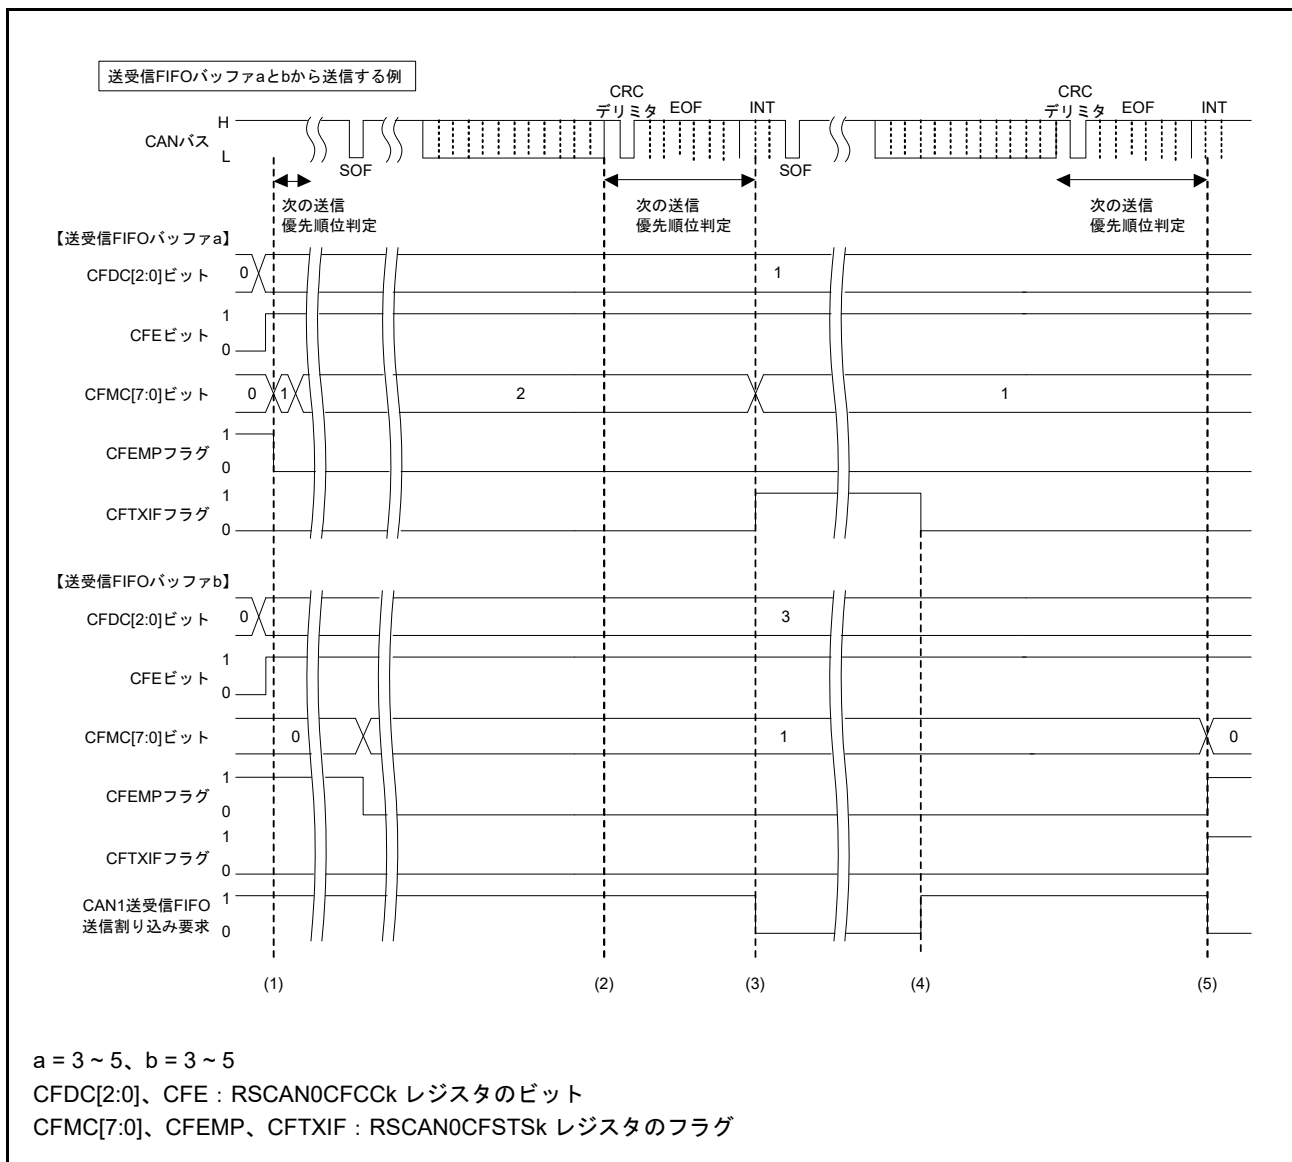 送受信FIFOバッファaとbから送信する例
CRC
デリミタ EOF INT
CRC
デリミタ EOF INT
H
CANバス
L
SOF
SOF
次の送信
優先順位判定
次の送信
優先順位判定
次の送信
優先順位判定
【送受信FIFOバッファa】
CFDC[2:0]ビット 0 1
1
CFEビット
0
CFMC[7:0]ビット 0 1 2 1
1
CFEMPフラグ
0
1
CFTXIFフラグ
0
【送受信FIFOバッファb】
CFDC[2:0]ビット 0 3
1
CFEビット
0
CFMC[7:0]ビット 0 1 0
1
CFEMPフラグ
0
1
CFTXIFフラグ
0
CAN1送受信FIFO 1
送信割り込み要求 0
(1) (2) (3) (4) (5)
a = 3 ~ 5、b = 3 ~ 5
CFDC[2:0]、CFE：RSCAN0CFCCk レジスタのビット
CFMC[7:0]、CFEMP、CFTXIF：RSCAN0CFSTSk レジスタのフラグ